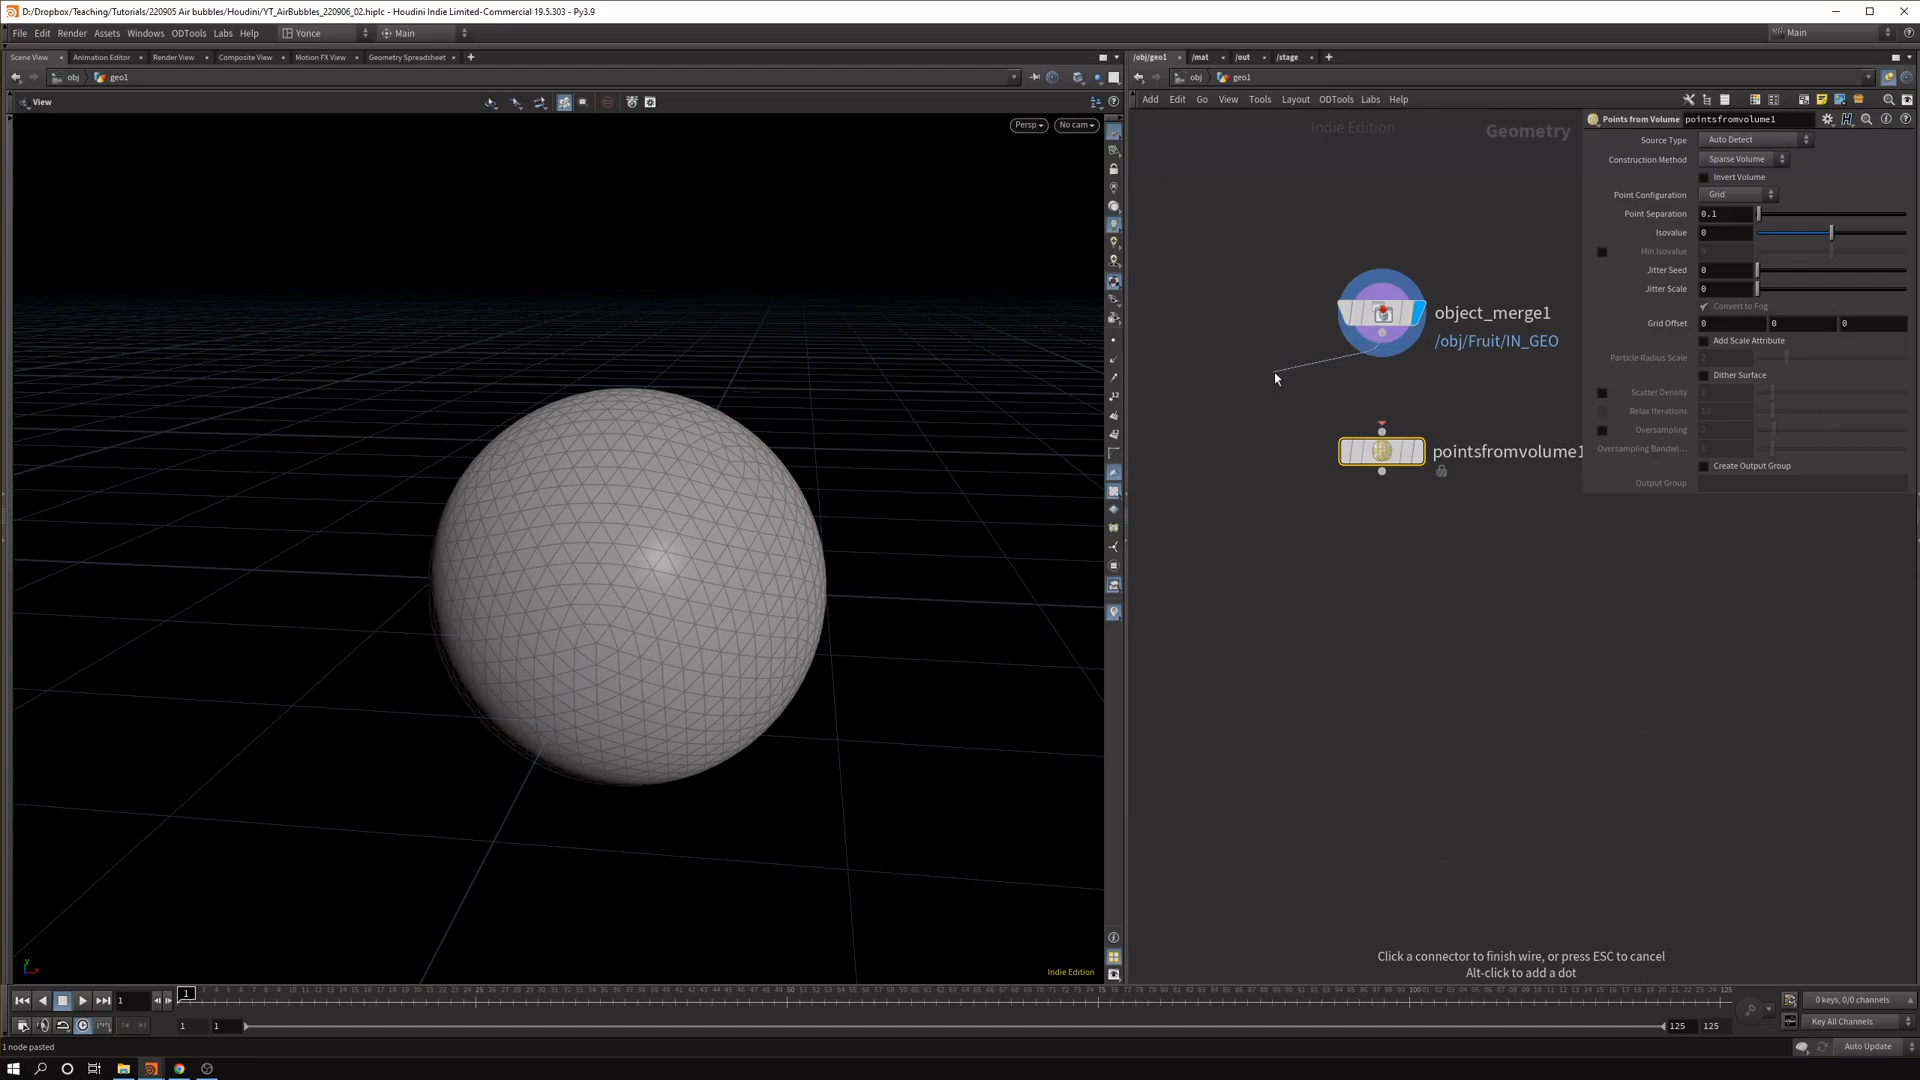 D:/Dropbox/Teaching/Tutorials/220905 Air bubbles/Houdini/YT_AirBubbles_220906_02.hiplc - Houdini Indie Limited-Commercial 19.5.303 - Py3.9
File Edit Render Assets Windows ODTools Labs Help Yonce Main Main
Scene View Animation Editor Render View Composite View Motion FX View Geometry Spreadsheet
/obj/geo1 /mat /out /stage
obj geo1
obj geo1
View
Add Edit Go View Tools Layout ODTools Labs Help
Persp No cam
Indie Edition
Geometry
Points from Volume pointsfromvolume1
Source Type Auto Detect
Construction Method Sparse Volume
Invert Volume
Point Configuration Grid
Point Separation 0.1
Isovalue 0
Min Isovalue 0
Jitter Seed 0
Jitter Scale 0
Convert to Fog
Grid Offset 0 0 0
Add Scale Attribute
Particle Radius Scale 2
Dither Surface
Scatter Density 1
Relax Iterations 10
Oversampling 2
Oversampling Bandwi... 1
Create Output Group
Output Group
object_merge1
/obj/Fruit/IN_GEO
pointsfromvolume1
Click a connector to finish wire, or press ESC to cancel
Alt-click to add a dot
Indie Edition
1 1
0 keys, 0/0 channels
1 1 125 125
Key All Channels
1 node pasted
Auto Update